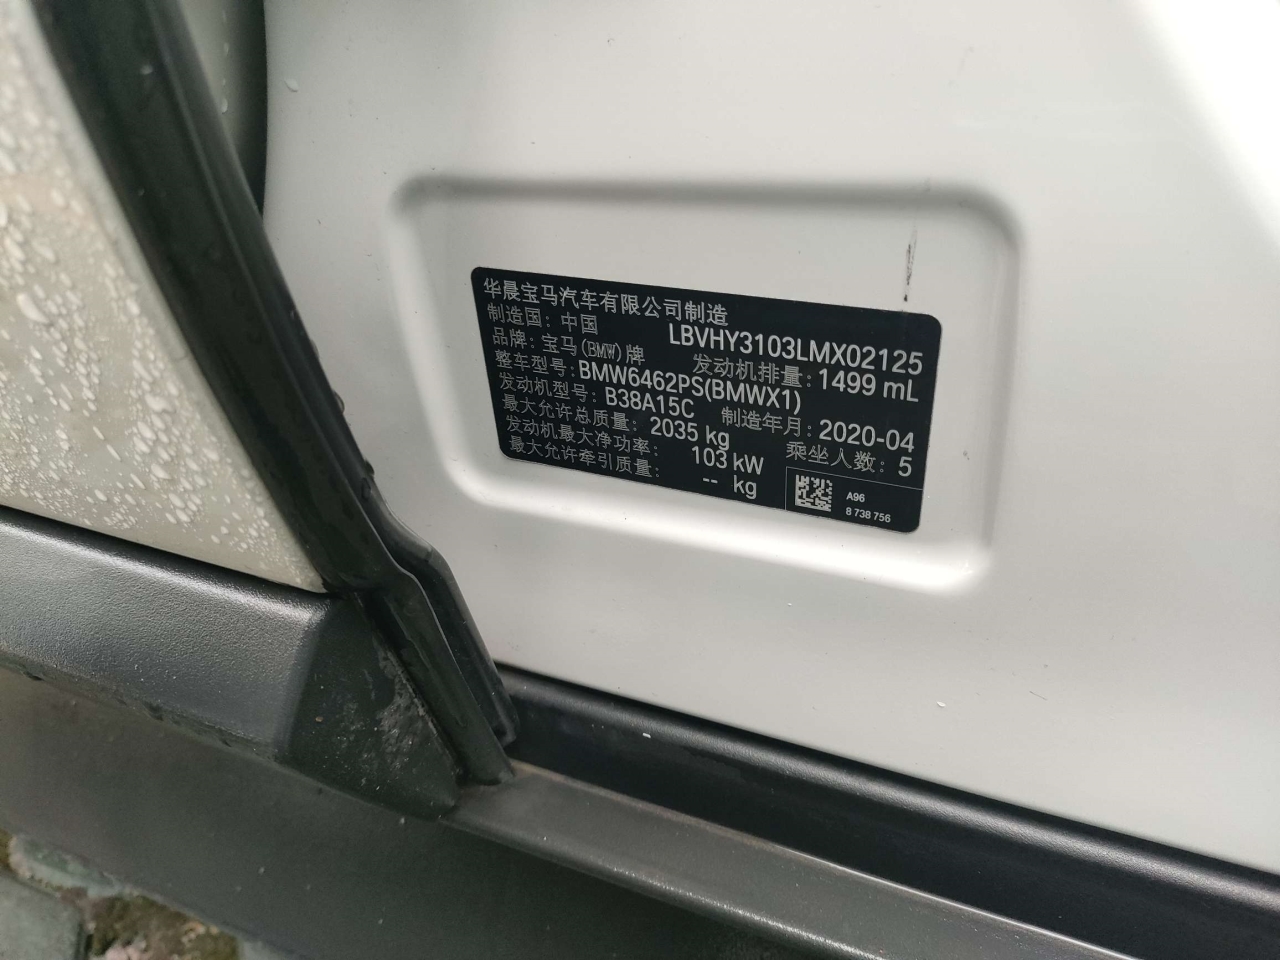 华晨宝马汽车有限公司制造
制造国: 中国 LBVHY3103LMX02125
品牌: 宝马(BMW)牌 发动机排量: 1499 mL
整车型号: BMW6462PS(BMWX1)
发动机型号: B38A15C 制造年月: 2020-04
最大允许总质量: 2035 kg 乘坐人数: 5
发动机最大净功率: 103 kW
最大允许牵引质量: -- kg
A96
8 738 756